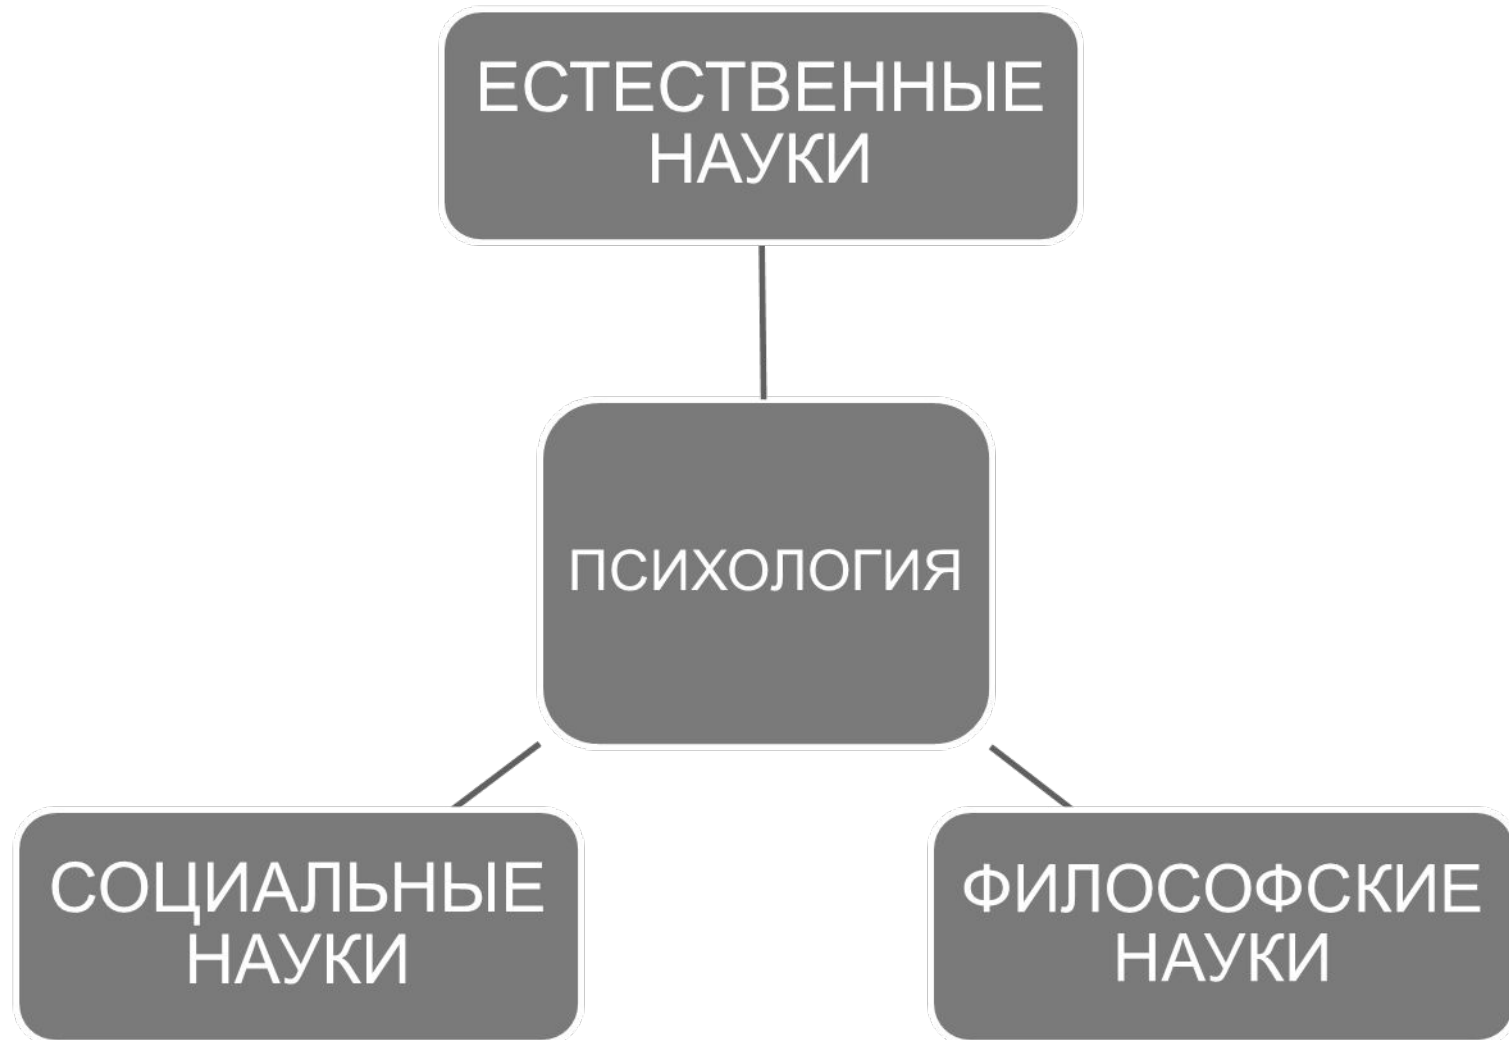 ЕСТЕСТВЕННЫЕ
НАУКИ
ПСИХОЛОГИЯ
СОЦИАЛЬНЫЕ
НАУКИ
ФИЛОСОФСКИЕ
НАУКИ